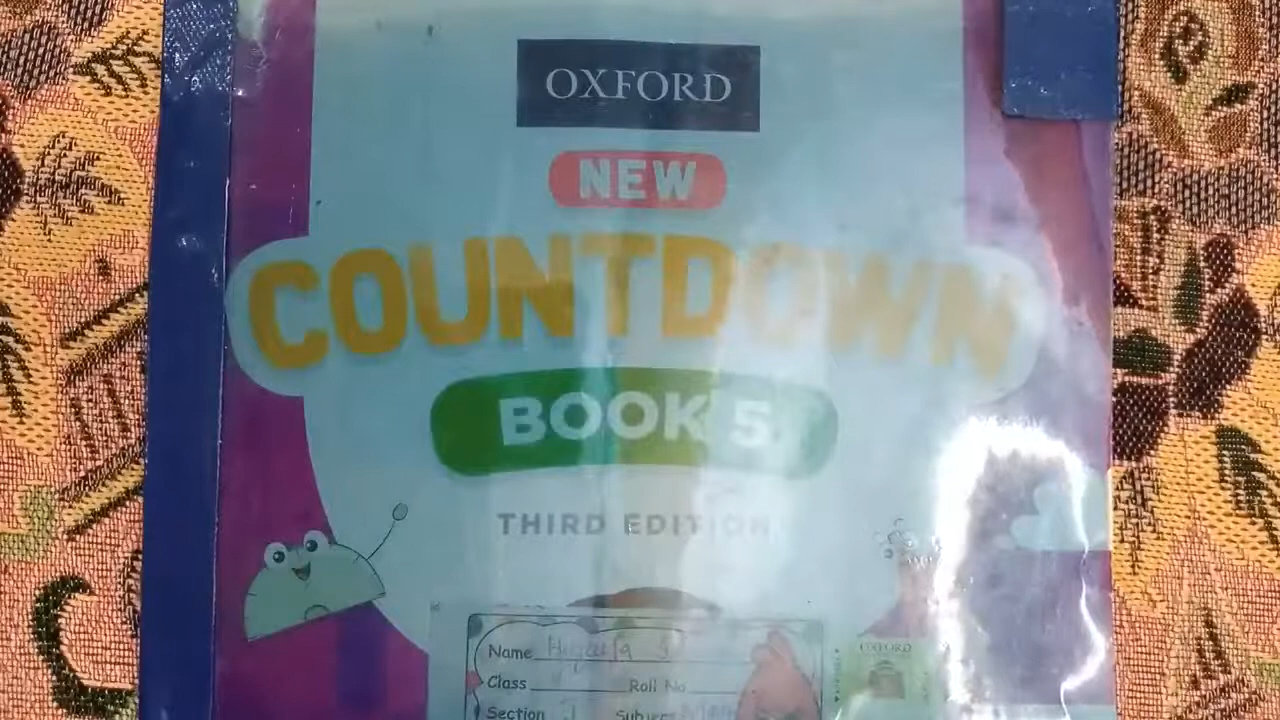 OXFORD
NEW
COUNTDOWN
BOOK 5
THIRD EDITION
Name
Class Roll No
Section Subject
OXFORD